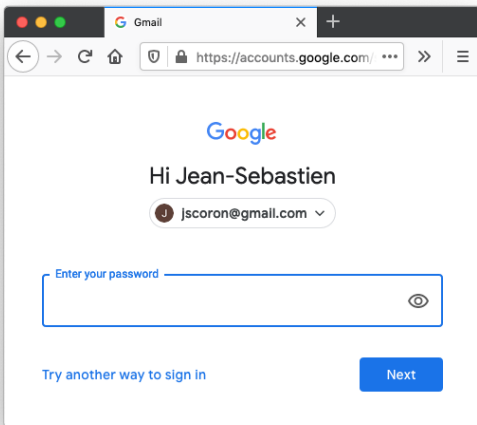 Gmail
https://accounts.google.com/
Google
Hi Jean-Sebastien
J jscoron@gmail.com
Enter your password
Try another way to sign in
Next